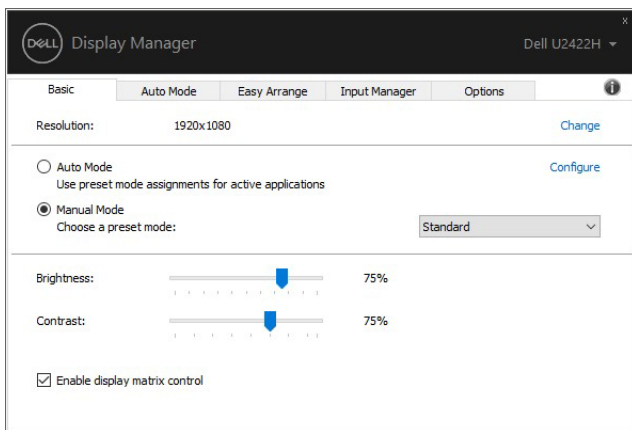 x
DELL Display Manager Dell U2422H
Basic Auto Mode Easy Arrange Input Manager Options i
Resolution: 1920x1080 Change
Auto Mode Configure
Use preset mode assignments for active applications
Manual Mode
Choose a preset mode: Standard
Brightness: 75%
Contrast: 75%
Enable display matrix control